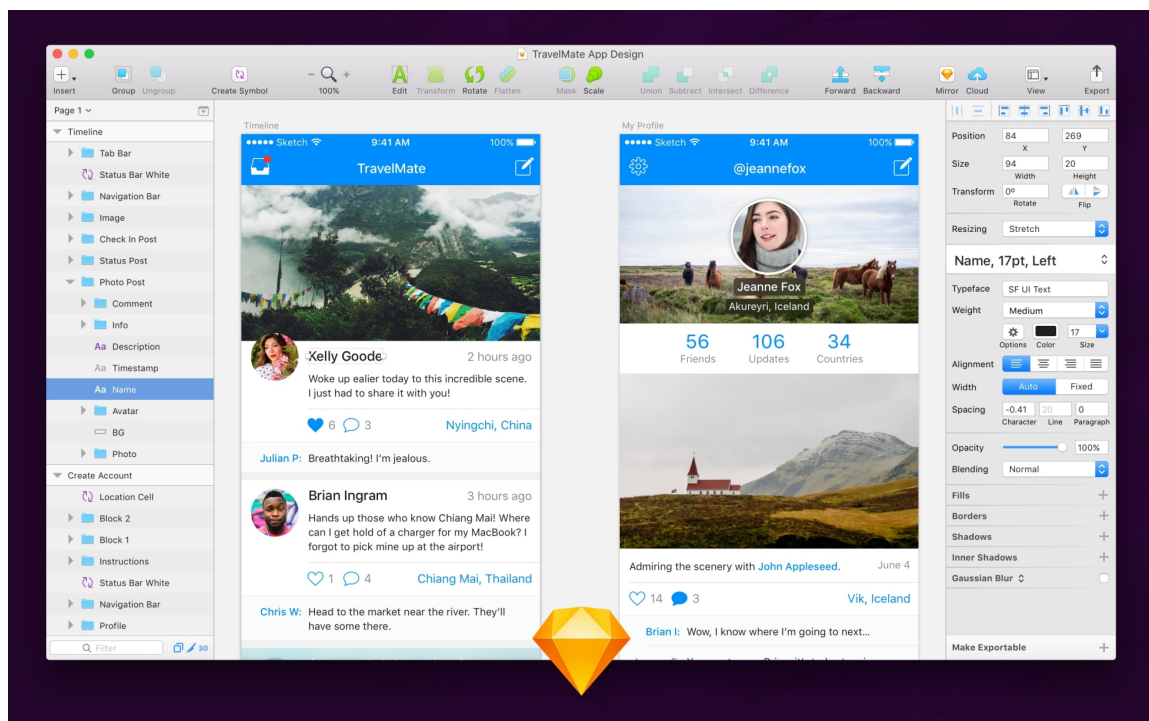 TravelMate App Design
Insert Group Ungroup Create Symbol 100% Edit Transform Rotate Flatten Mask Scale Union Subtract Intersect Difference Forward Backward Mirror Cloud View Export
Page 1
Timeline
Tab Bar
Status Bar White
Navigation Bar
Image
Check In Post
Status Post
Photo Post
Comment
Info
Aa Description
Aa Timestamp
Aa Name
Avatar
BG
Photo
Create Account
Location Cell
Block 2
Block 1
Instructions
Status Bar White
Navigation Bar
Profile
Filter 30
Timeline
Sketch 9:41 AM 100%
TravelMate
Kelly Goode 2 hours ago
Woke up ealier today to this incredible scene.
I just had to share it with you!
6 3 Nyingchi, China
Julian P: Breathtaking! I'm jealous.
Brian Ingram 3 hours ago
Hands up those who know Chiang Mai! Where
can I get hold of a charger for my MacBook? I
forgot to pick mine up at the airport!
1 4 Chiang Mai, Thailand
Chris W: Head to the market near the river. They'll
have some there.
My Profile
Sketch 9:41 AM 100%
@jeannefox
Jeanne Fox
Akureyri, Iceland
56 106 34
Friends Updates Countries
Admiring the scenery with John Appleseed. June 4
14 3 Vik, Iceland
Brian I: Wow, I know where I'm going to next...
Position 84 269
X Y
Size 94 20
Width Height
Transform 0º
Rotate Flip
Resizing Stretch
Name, 17pt, Left
Typeface SF UI Text
Weight Medium
17
Options Color Size
Alignment
Width Auto Fixed
Spacing -0.41 20 0
Character Line Paragraph
Opacity 100%
Blending Normal
Fills
Borders
Shadows
Inner Shadows
Gaussian Blur
Make Exportable